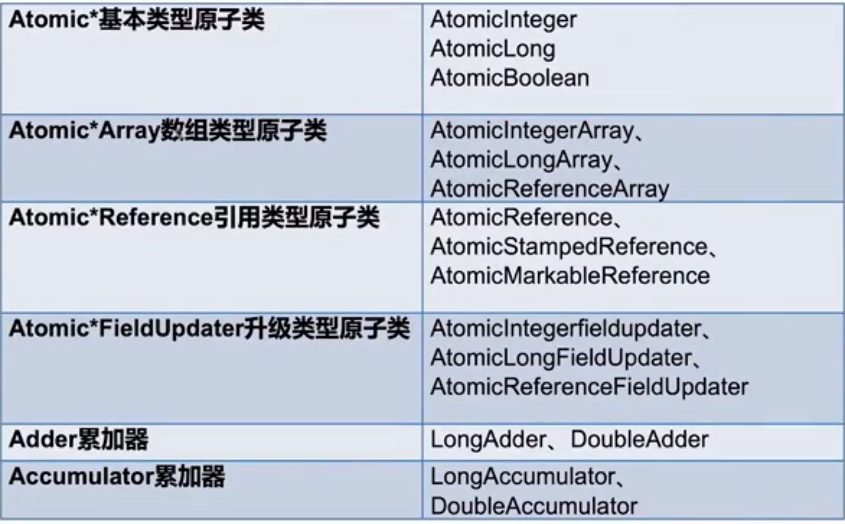 Atomic*基本类型原子类
AtomicInteger
AtomicLong
AtomicBoolean
Atomic*Array数组类型原子类
AtomicIntegerArray、
AtomicLongArray、
AtomicReferenceArray
Atomic*Reference引用类型原子类
AtomicReference、
AtomicStampedReference、
AtomicMarkableReference
Atomic*FieldUpdater升级类型原子类
AtomicIntegerfieldupdater、
AtomicLongFieldUpdater、
AtomicReferenceFieldUpdater
Adder累加器
LongAdder、DoubleAdder
Accumulator累加器
LongAccumulator、
DoubleAccumulator